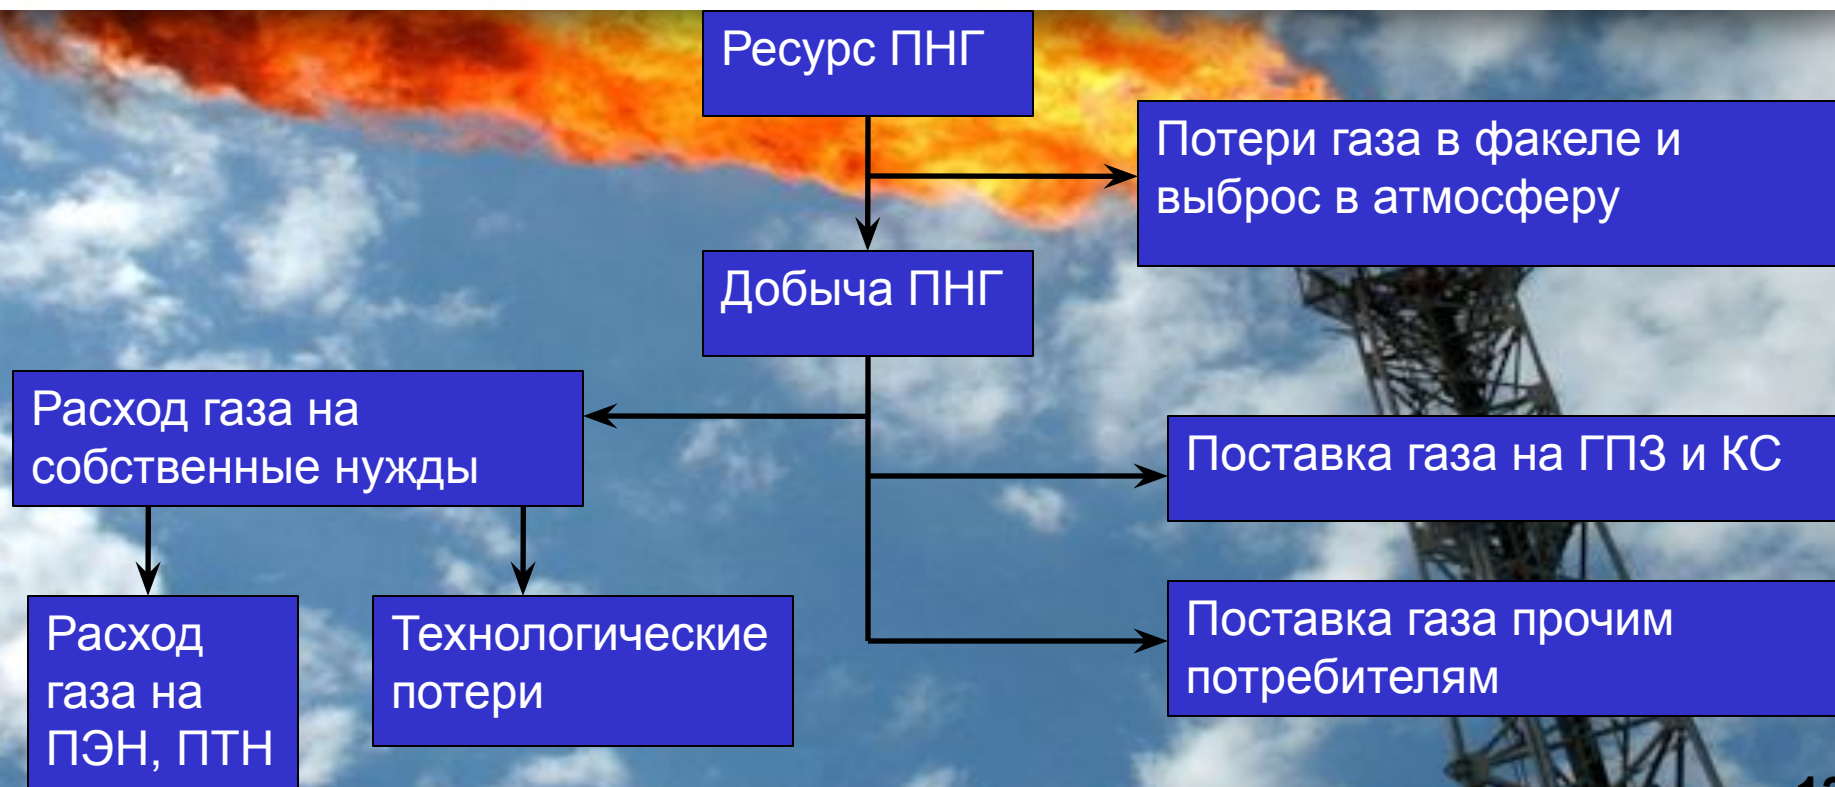 Ресурс ПНГ
Потери газа в факеле и
выброс в атмосферу
Добыча ПНГ
Расход газа на
собственные нужды
Поставка газа на ГПЗ и КС
Поставка газа прочим
потребителям
Расход
газа на
ПЭН, ПТН
Технологические
потери